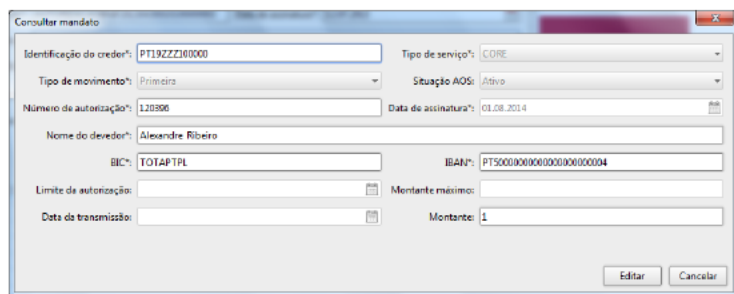 Consultar mandato
Identificação do credor*: PT19ZZZ100000 Tipo de serviço*: CORE
Tipo de movimento*: Primeira Situação AOS: Ativo
Número de autorização*: 120396 Data de assinatura*: 01.08.2014
Nome do devedor*: Alexandre Ribeiro
BIC*: TOTAPTPL IBAN*: PT50000000000000000000004
Limite da autorização: Montante máximo:
Data da transmissão: Montante: 1
Editar Cancelar